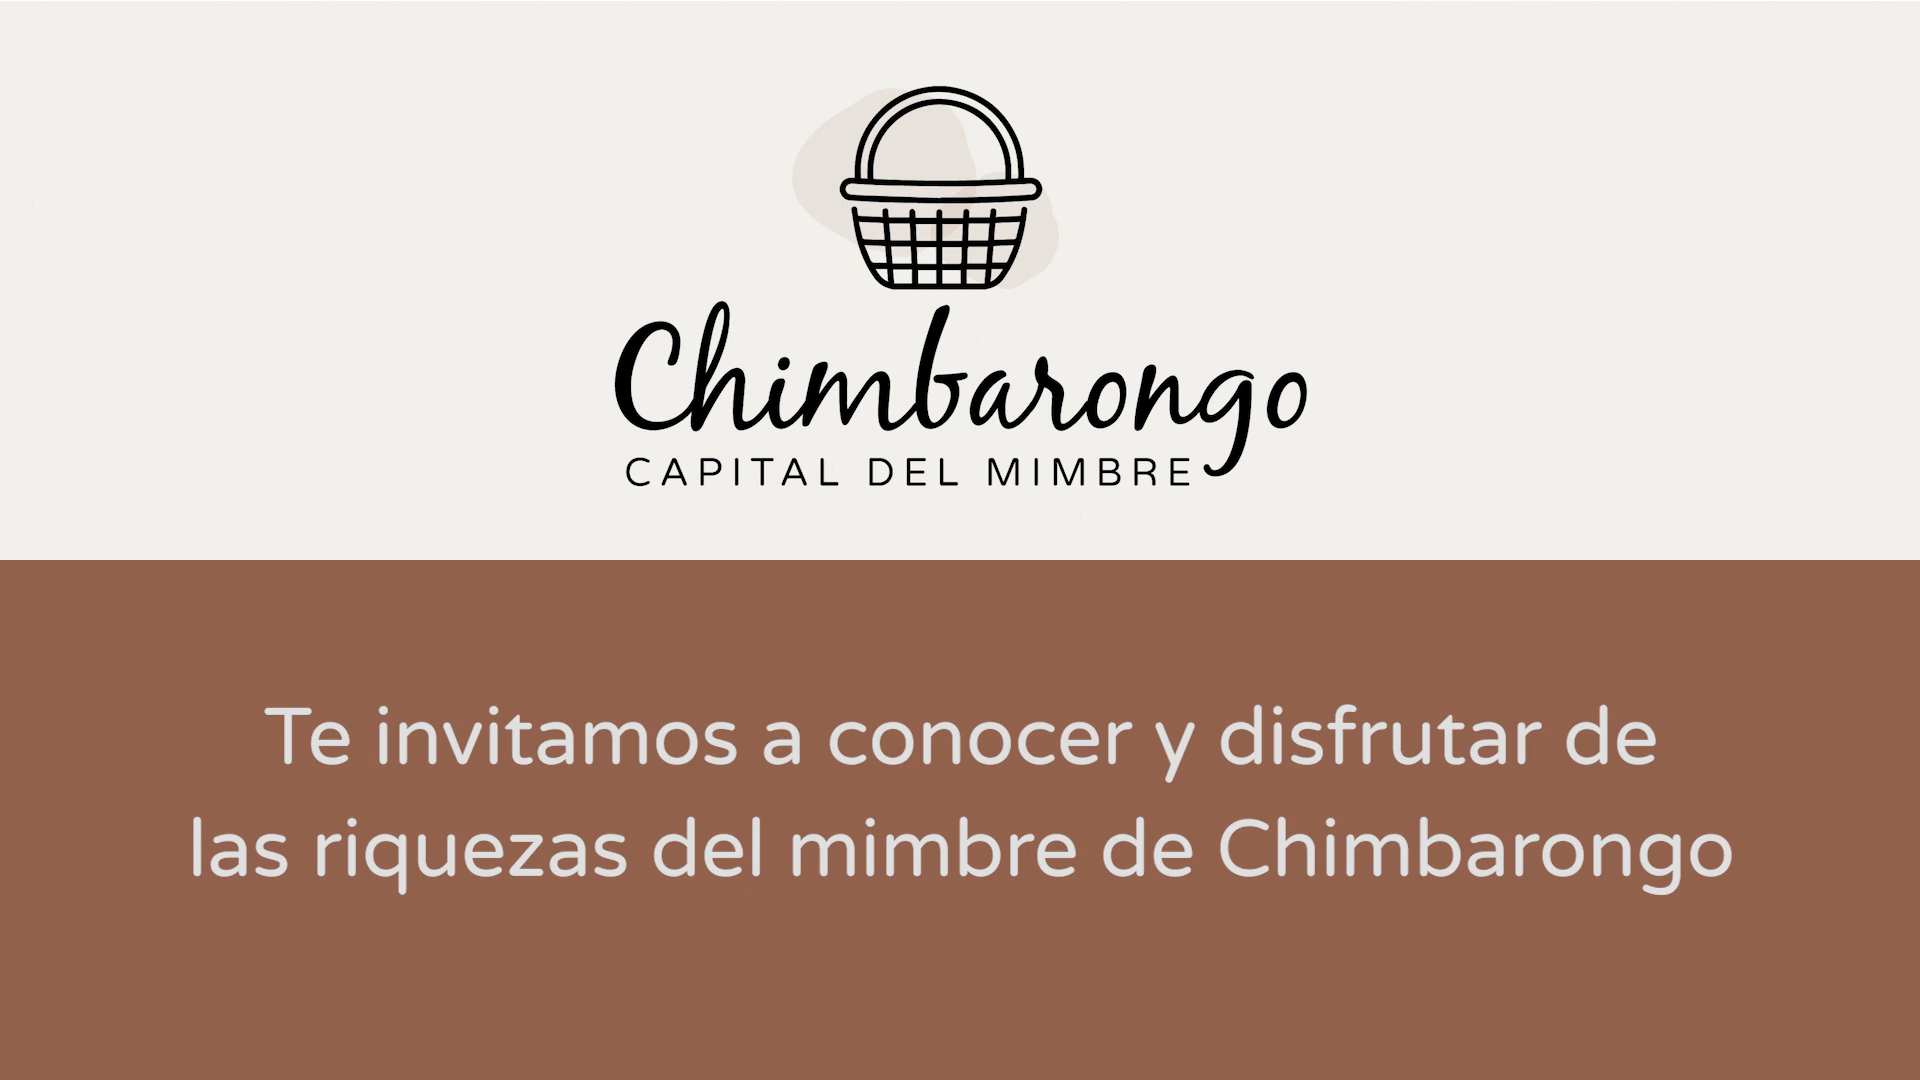 Chimbarongo
CAPITAL DEL MIMBRE
Te invitamos a conocer y disfrutar de
las riquezas del mimbre de Chimbarongo